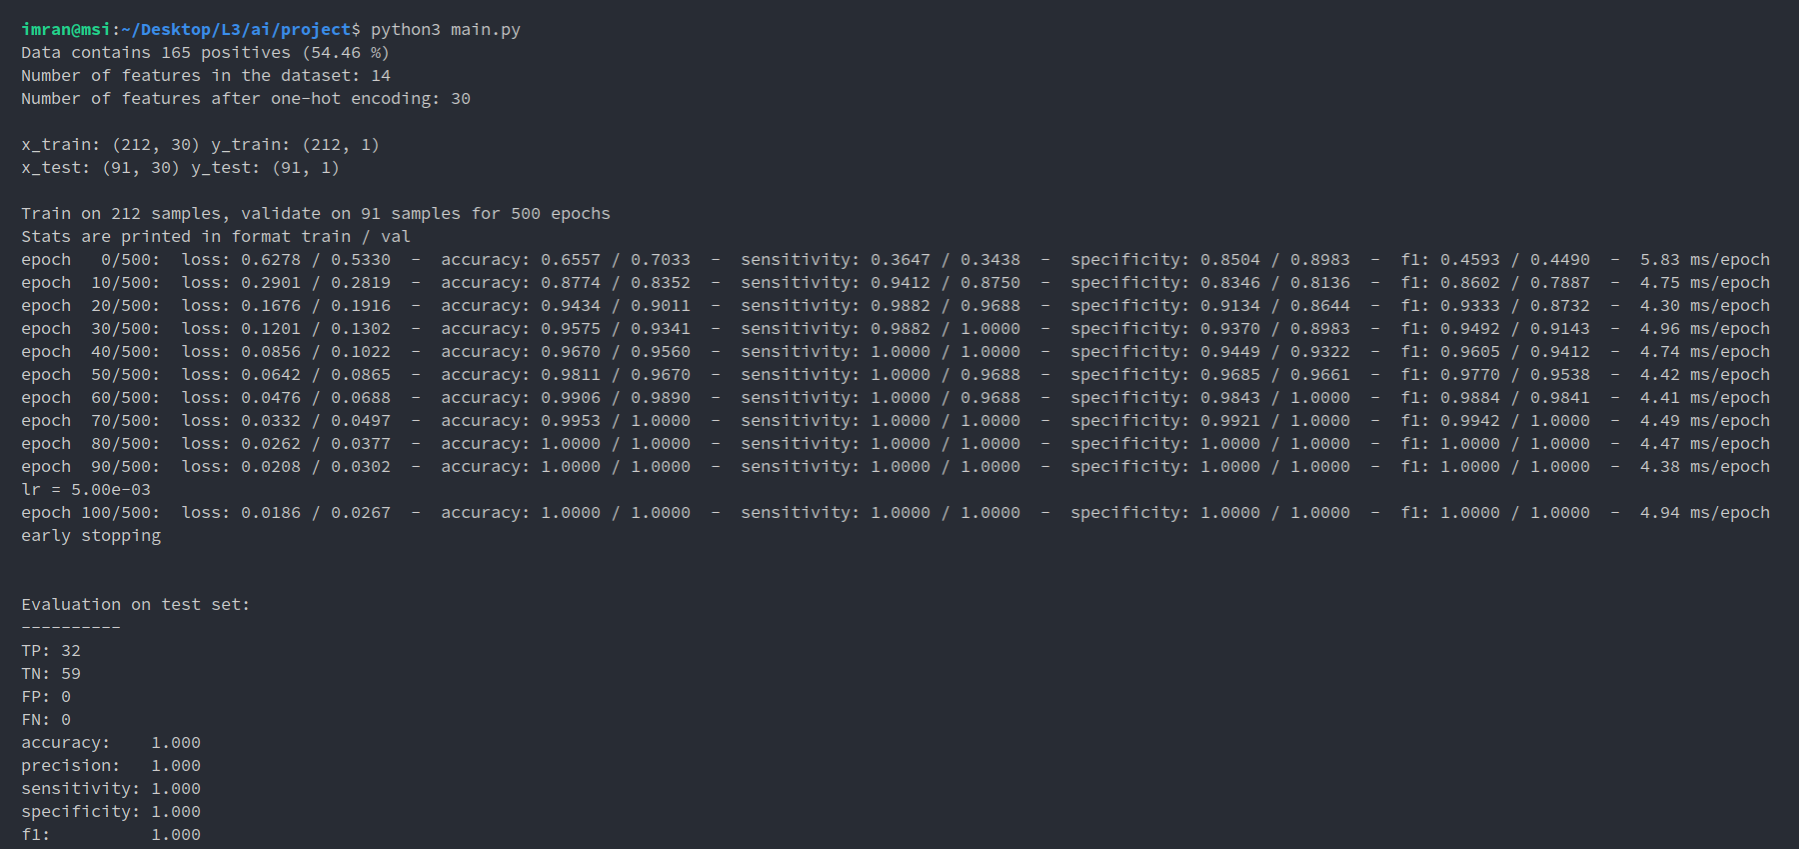 imran@msi:~/Desktop/L3/ai/project$ python3 main.py
Data contains 165 positives (54.46 %)
Number of features in the dataset: 14
Number of features after one-hot encoding: 30
x_train: (212, 30) y_train: (212, 1)
x_test: (91, 30) y_test: (91, 1)
Train on 212 samples, validate on 91 samples for 500 epochs
Stats are printed in format train / val
epoch   0/500:  loss: 0.6278 / 0.5330  -  accuracy: 0.6557 / 0.7033  -  sensitivity: 0.3647 / 0.3438  -  specificity: 0.8504 / 0.8983  -  f1: 0.4593 / 0.4490  -  5.83 ms/epoch
epoch  10/500:  loss: 0.2901 / 0.2819  -  accuracy: 0.8774 / 0.8352  -  sensitivity: 0.9412 / 0.8750  -  specificity: 0.8346 / 0.8136  -  f1: 0.8602 / 0.7887  -  4.75 ms/epoch
epoch  20/500:  loss: 0.1676 / 0.1916  -  accuracy: 0.9434 / 0.9011  -  sensitivity: 0.9882 / 0.9688  -  specificity: 0.9134 / 0.8644  -  f1: 0.9333 / 0.8732  -  4.30 ms/epoch
epoch  30/500:  loss: 0.1201 / 0.1302  -  accuracy: 0.9575 / 0.9341  -  sensitivity: 0.9882 / 1.0000  -  specificity: 0.9370 / 0.8983  -  f1: 0.9492 / 0.9143  -  4.96 ms/epoch
epoch  40/500:  loss: 0.0856 / 0.1022  -  accuracy: 0.9670 / 0.9560  -  sensitivity: 1.0000 / 1.0000  -  specificity: 0.9449 / 0.9322  -  f1: 0.9605 / 0.9412  -  4.74 ms/epoch
epoch  50/500:  loss: 0.0642 / 0.0865  -  accuracy: 0.9811 / 0.9670  -  sensitivity: 1.0000 / 0.9688  -  specificity: 0.9685 / 0.9661  -  f1: 0.9770 / 0.9538  -  4.42 ms/epoch
epoch  60/500:  loss: 0.0476 / 0.0688  -  accuracy: 0.9906 / 0.9890  -  sensitivity: 1.0000 / 0.9688  -  specificity: 0.9843 / 1.0000  -  f1: 0.9884 / 0.9841  -  4.41 ms/epoch
epoch  70/500:  loss: 0.0332 / 0.0497  -  accuracy: 0.9953 / 1.0000  -  sensitivity: 1.0000 / 1.0000  -  specificity: 0.9921 / 1.0000  -  f1: 0.9942 / 1.0000  -  4.49 ms/epoch
epoch  80/500:  loss: 0.0262 / 0.0377  -  accuracy: 1.0000 / 1.0000  -  sensitivity: 1.0000 / 1.0000  -  specificity: 1.0000 / 1.0000  -  f1: 1.0000 / 1.0000  -  4.47 ms/epoch
epoch  90/500:  loss: 0.0208 / 0.0302  -  accuracy: 1.0000 / 1.0000  -  sensitivity: 1.0000 / 1.0000  -  specificity: 1.0000 / 1.0000  -  f1: 1.0000 / 1.0000  -  4.38 ms/epoch
lr = 5.00e-03
epoch 100/500:  loss: 0.0186 / 0.0267  -  accuracy: 1.0000 / 1.0000  -  sensitivity: 1.0000 / 1.0000  -  specificity: 1.0000 / 1.0000  -  f1: 1.0000 / 1.0000  -  4.94 ms/epoch
early stopping
Evaluation on test set:
----------
TP: 32
TN: 59
FP: 0
FN: 0
accuracy:    1.000
precision:   1.000
sensitivity: 1.000
specificity: 1.000
f1:          1.000